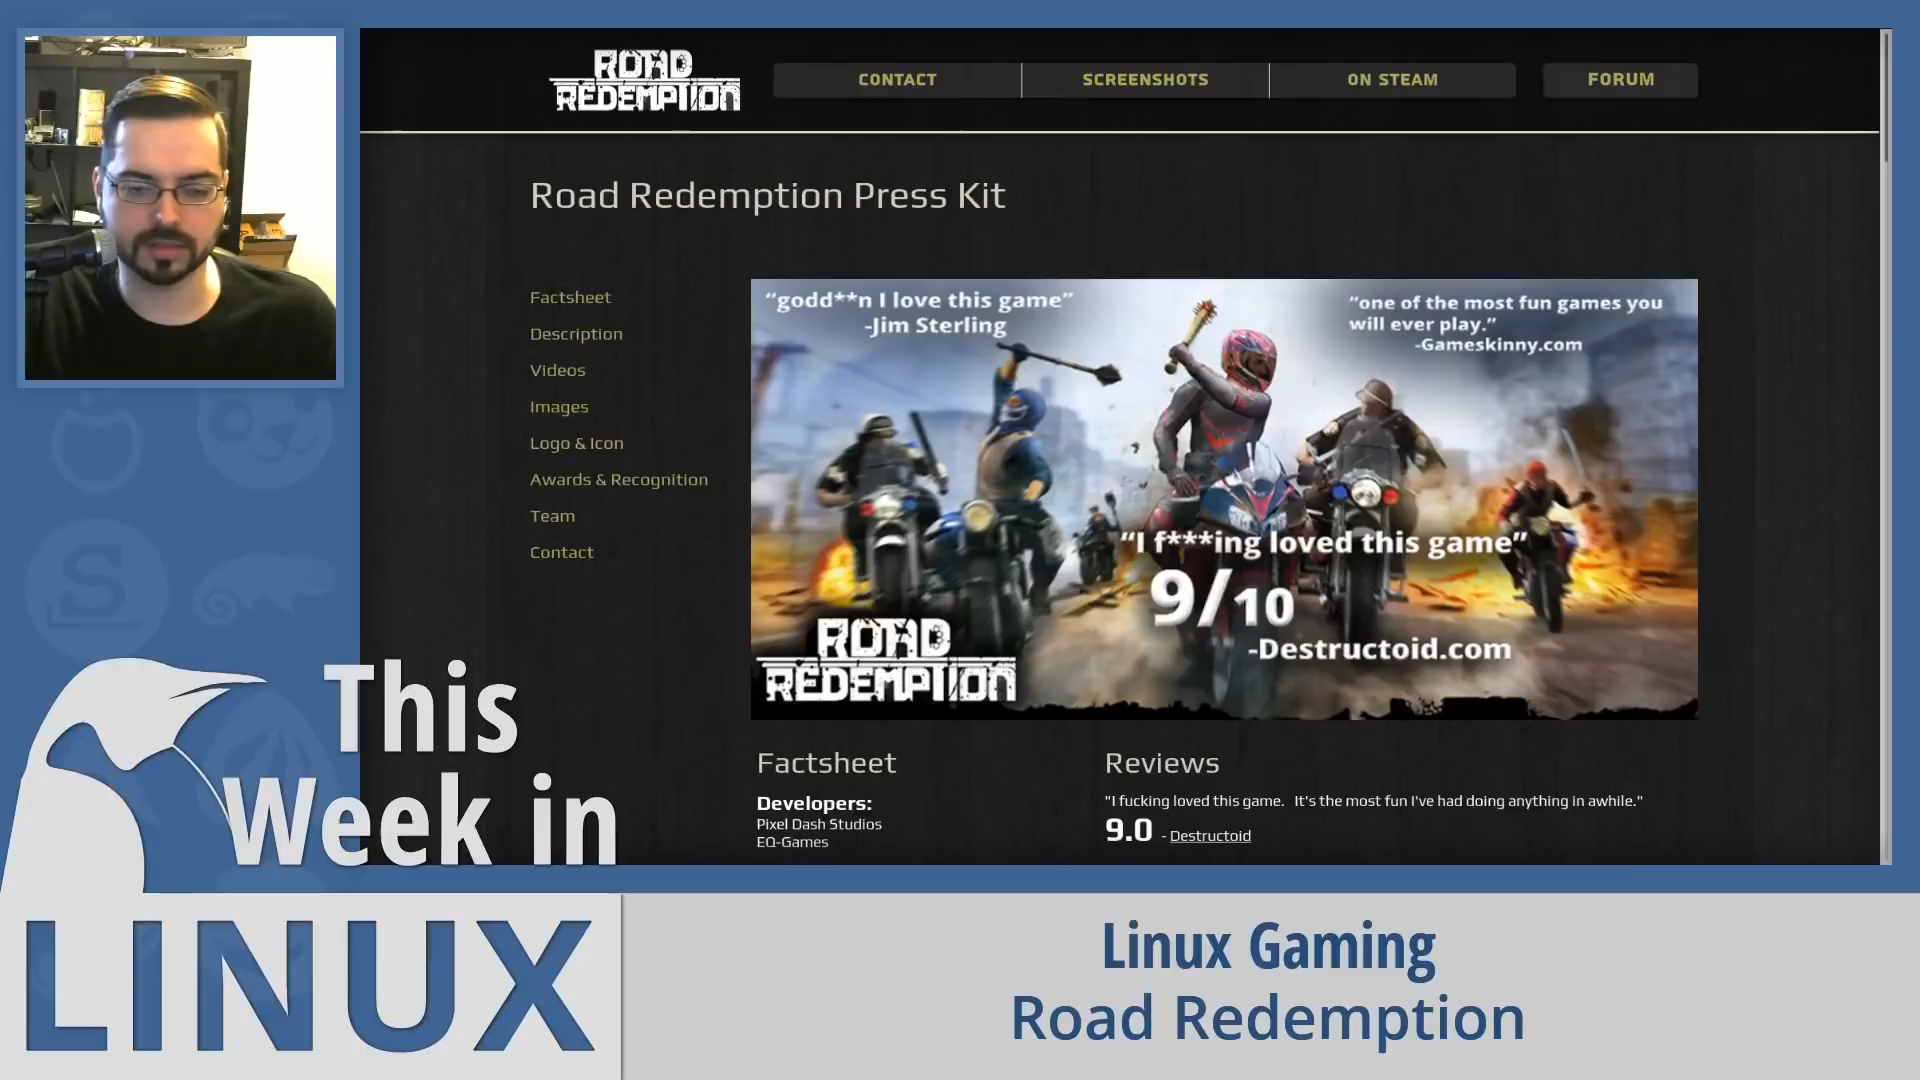 ROAD
REDEMPTION
CONTACT
SCREENSHOTS
ON STEAM
FORUM
Road Redemption Press Kit
Factsheet
Description
Videos
Images
Logo & Icon
Awards & Recognition
Team
Contact
“godd**n I love this game”
-Jim Sterling
“one of the most fun games you
will ever play.”
-Gameskinny.com
“I f***ing loved this game”
9/10
-Destructoid.com
ROAD
REDEMPTION
Factsheet
Developers:
Pixel Dash Studios
EQ-Games
Reviews
"I fucking loved this game. It's the most fun I've had doing anything in awhile."
9.0 - Destructoid
This
Week in
LINUX
Linux Gaming
Road Redemption